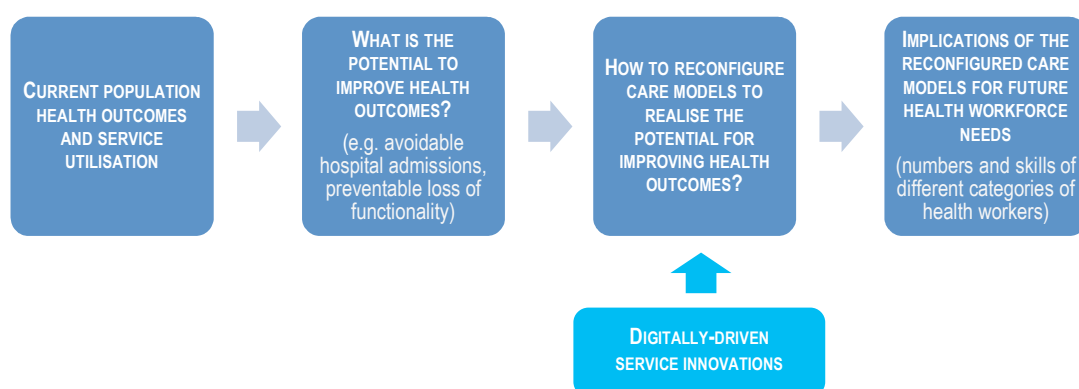 CURRENT POPULATION
HEALTH OUTCOMES
AND SERVICE
UTILISATION
WHAT IS THE
POTENTIAL TO
IMPROVE HEALTH
OUTCOMES?
(e.g. avoidable
hospital admissions,
preventable loss of
functionality)
HOW TO RECONFIGURE
CARE MODELS TO
REALISE THE
POTENTIAL FOR
IMPROVING HEALTH
OUTCOMES?
IMPLICATIONS OF THE
RECONFIGURED CARE
MODELS FOR FUTURE
HEALTH WORKFORCE
NEEDS
(numbers and skills of
different categories of
health workers)
DIGITALLY-DRIVEN
SERVICE INNOVATIONS